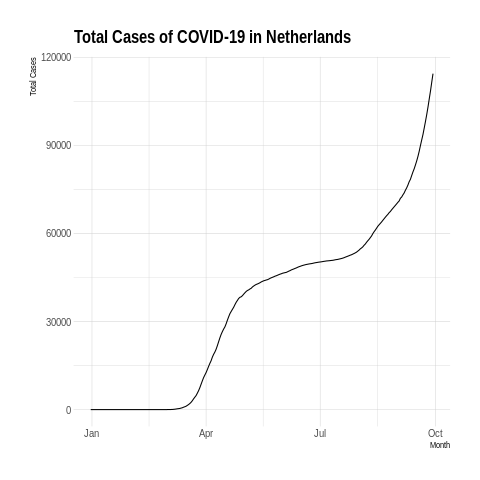 Total Cases of COVID-19 in Netherlands
Total Cases
120000
90000
60000
30000
0
Jan Apr Jul Oct
Month